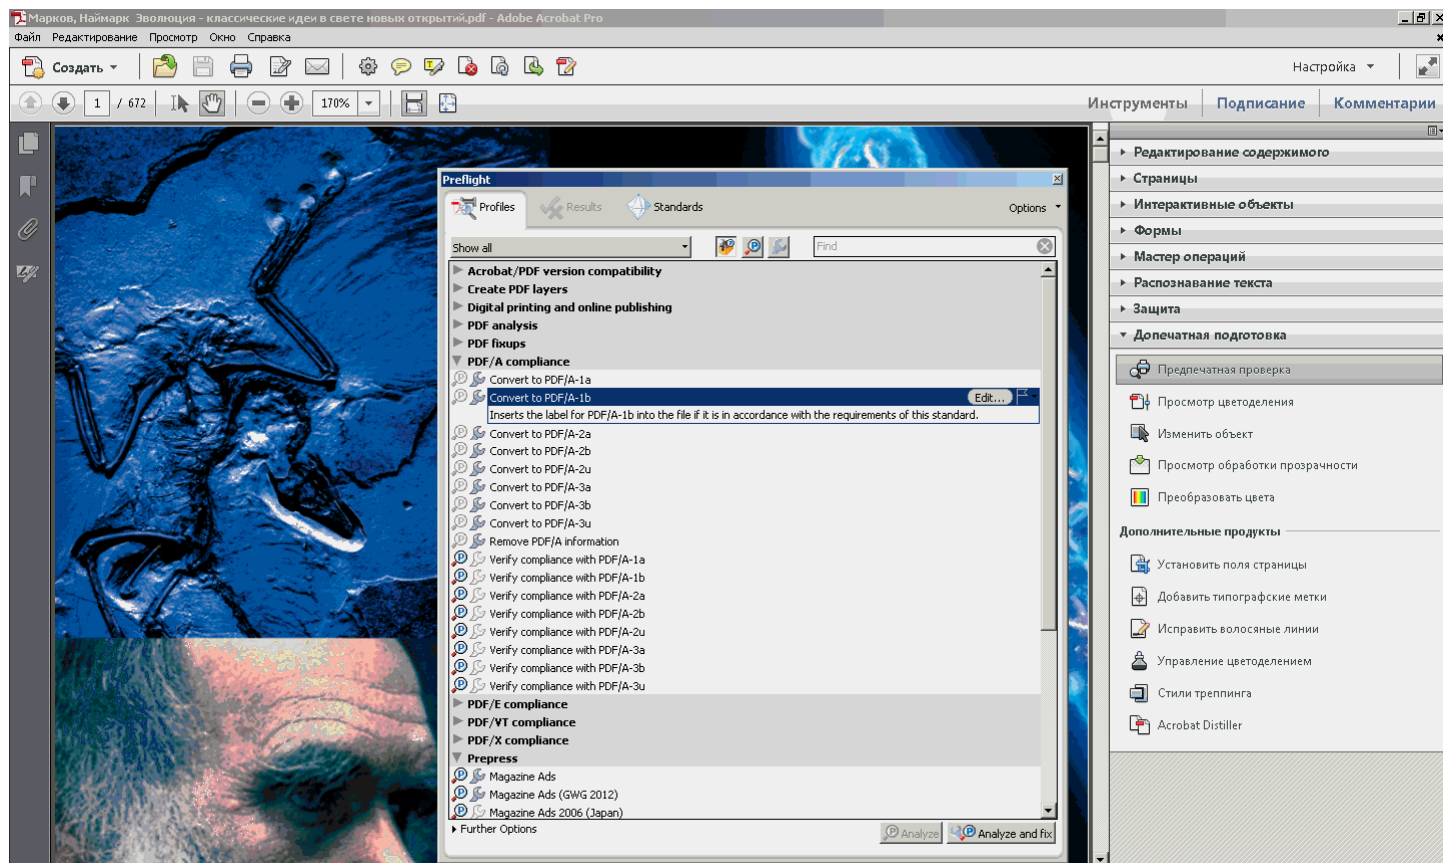 Марков, Наймарк Эволюция - классические идеи в свете новых открытий.pdf - Adobe Acrobat Pro
Файл Редактирование Просмотр Окно Справка
Создать
Настройка
1 / 672
170%
Инструменты Подписание Комментарии
Preflight
Profiles Results Standards
Options
Show all
Find
Acrobat/PDF version compatibility
Create PDF layers
Digital printing and online publishing
PDF analysis
PDF fixups
PDF/A compliance
Convert to PDF/A-1a
Convert to PDF/A-1b Edit...
Inserts the label for PDF/A-1b into the file if it is in accordance with the requirements of this standard.
Convert to PDF/A-2a
Convert to PDF/A-2b
Convert to PDF/A-2u
Convert to PDF/A-3a
Convert to PDF/A-3b
Convert to PDF/A-3u
Remove PDF/A information
Verify compliance with PDF/A-1a
Verify compliance with PDF/A-1b
Verify compliance with PDF/A-2a
Verify compliance with PDF/A-2b
Verify compliance with PDF/A-2u
Verify compliance with PDF/A-3a
Verify compliance with PDF/A-3b
Verify compliance with PDF/A-3u
PDF/E compliance
PDF/VT compliance
PDF/X compliance
Prepress
Magazine Ads
Magazine Ads (GWG 2012)
Magazine Ads 2006 (Japan)
Further Options
Analyze Analyze and fix
Редактирование содержимого
Страницы
Интерактивные объекты
Формы
Мастер операций
Распознавание текста
Защита
Допечатная подготовка
Предпечатная проверка
Просмотр цветоделения
Изменить объект
Просмотр обработки прозрачности
Преобразовать цвета
Дополнительные продукты
Установить поля страницы
Добавить типографские метки
Исправить волосяные линии
Управление цветоделением
Стили треппинга
Acrobat Distiller